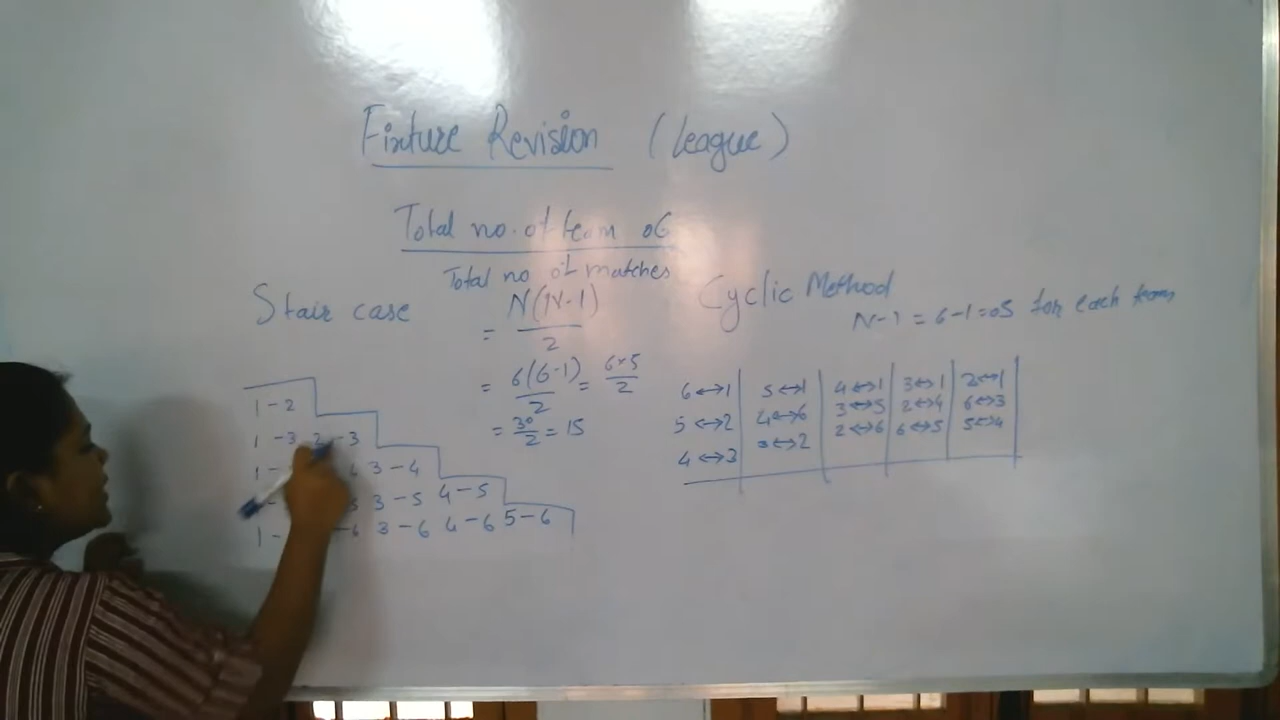 Fixture Revision (League)
Total no. of team 06
Total no of matches
Stair case
= N(N-1)
2
= 6(6-1) = 6×5
2 2
= 30 = 15
2
1-2
1-3 2-3
1- 4 3-4
5 3-5 4-5
1- -6 3-6 4-6 5-6
Cyclic Method
N-1 = 6-1=05 for each team
6↔1 5↔1 4↔1 3↔1 2↔1
5↔2 4↔6 3↔5 2↔4 6↔3
4↔3 3↔2 2↔6 6↔5 5↔4